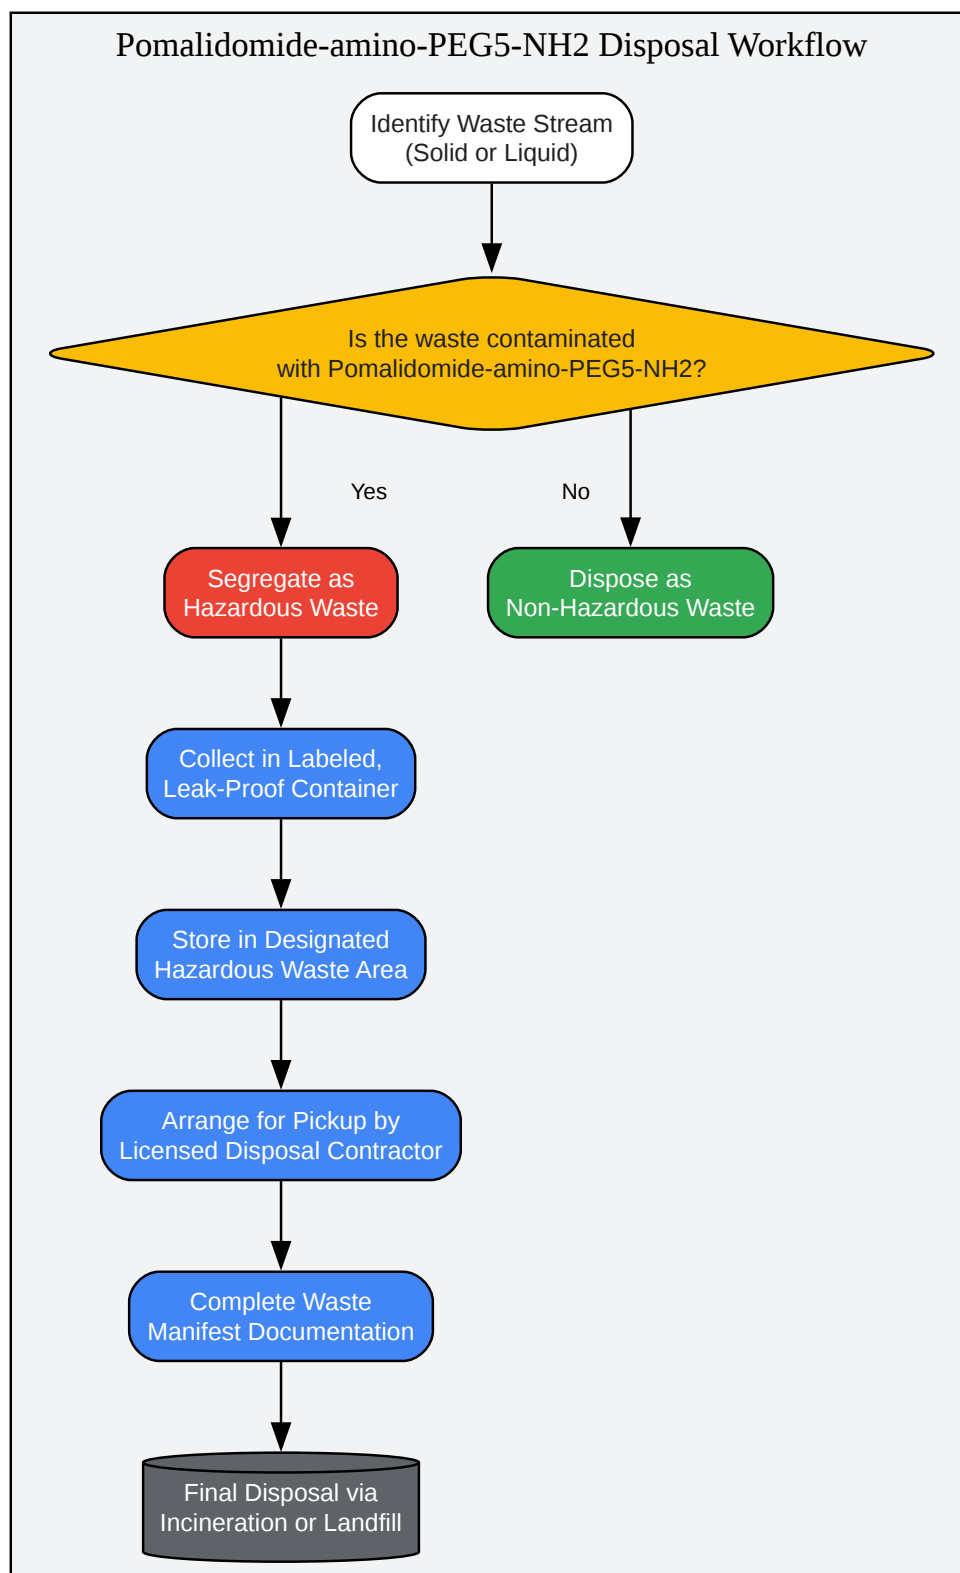 Pomalidomide-amino-PEG5-NH2 Disposal Workflow
Identify Waste Stream
(Solid or Liquid)
Is the waste contaminated
with Pomalidomide-amino-PEG5-NH2?
Yes
No
Segregate as
Hazardous Waste
Dispose as
Non-Hazardous Waste
Collect in Labeled,
Leak-Proof Container
Store in Designated
Hazardous Waste Area
Arrange for Pickup by
Licensed Disposal Contractor
Complete Waste
Manifest Documentation
Final Disposal via
Incineration or Landfill